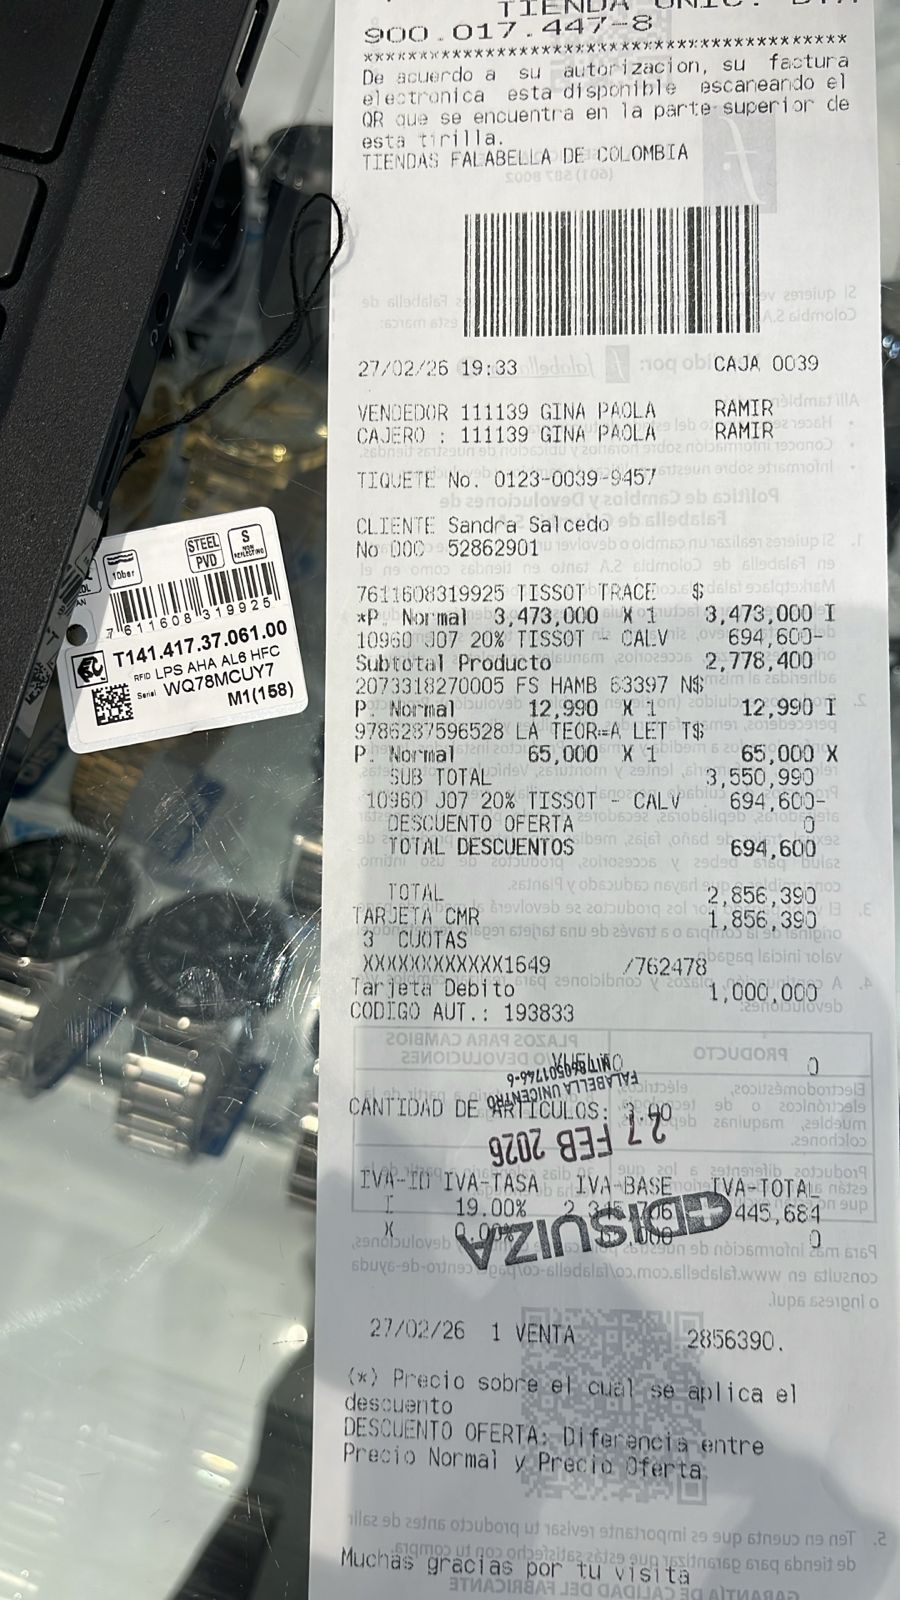 900.017.447-8
************************************************
De acuerdo a su autorizacion, su factura
electronica esta disponible escaneando el
QR que se encuentra en la parte superior de
esta tirilla.
TIENDAS FALABELLA DE COLOMBIA
27/02/26 19:33 CAJA 0039
VENDEDOR 111139 GINA PAOLA RAMIR
CAJERO : 111139 GINA PAOLA RAMIR
TIQUETE No. 0123-0039-9457
CLIENTE Sandra Salcedo
No DOC 52862901
7611608319925 TISSOT TRACE $
*P. Normal 3,473,000 X 1 3,473,000 I
10960 J07 20% TISSOT - CALV 694,600-
Subtotal Producto 2,778,400
2073318270005 FS HAMB 63397 N$
P. Normal 12,990 X 1 12,990 I
9786287596528 LA TEOR=A LET T$
P. Normal 65,000 X 1 65,000 X
SUB TOTAL 3,550,990
10960 J07 20% TISSOT - CALV 694,600-
DESCUENTO OFERTA 0
TOTAL DESCUENTOS 694,600
TOTAL 2,856,390
TARJETA CMR 1,856,390
3 CUOTAS
XXXXXXXXXXXX1649 /762478
Tarjeta Debito 1,000,000
CODIGO AUT.: 193833
0
FALABELLA UNICENTRO
CANTIDAD DE ARTICULOS:
27 FEB 2026
IVA-ID IVA-TASA IVA-BASE IVA-TOTAL
I 19.00% 445,684
X 0.00% 0
DISUIZA
27/02/26 1 VENTA 2856390.
(*) Precio sobre el cual se aplica el
descuento
DESCUENTO OFERTA: Diferencia entre
Precio Normal y Precio Oferta
Muchas gracias por tu visita
10bar
STEEL
PVD
S
NON
REFLECTING
7 611608 319925
T141.417.37.061.00
RFID LPS AHA AL6 HFC
Serial WQ78MCUY7
M1(158)